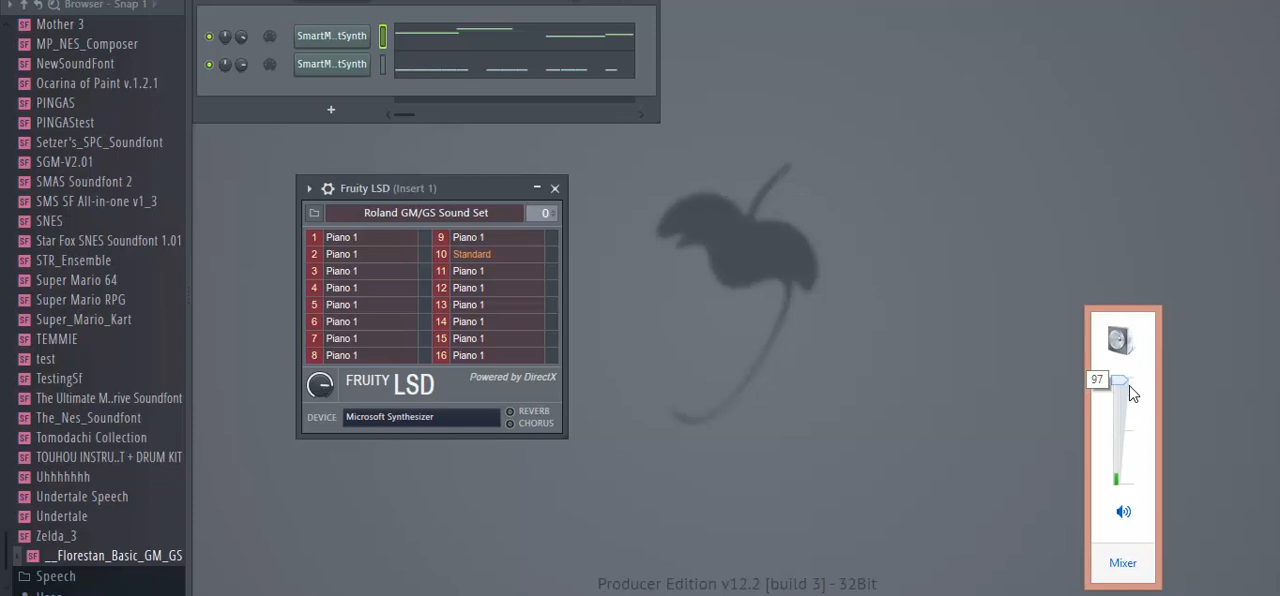 Browser - Snap 1
Mother 3
MP_NES_Composer
NewSoundFont
Ocarina of Paint v.1.2.1
PINGAS
PINGAStest
Setzer's_SPC_Soundfont
SGM-V2.01
SMAS Soundfont 2
SMS SF All-in-one v1_3
SNES
Star Fox SNES Soundfont 1.01
STR_Ensemble
Super Mario 64
Super Mario RPG
Super_Mario_Kart
TEMMIE
test
TestingSf
The Ultimate M..rive Soundfont
The_Nes_Soundfont
Tomodachi Collection
TOUHOU INSTRU..T + DRUM KIT
Uhhhhhhh
Undertale Speech
Undertale
Zelda_3
__Florestan_Basic_GM_GS
Speech
SmartM..tSynth
SmartM..tSynth
+
Fruity LSD (Insert 1)
Roland GM/GS Sound Set 0
1 Piano 1 9 Piano 1
2 Piano 1 10 Standard
3 Piano 1 11 Piano 1
4 Piano 1 12 Piano 1
5 Piano 1 13 Piano 1
6 Piano 1 14 Piano 1
7 Piano 1 15 Piano 1
8 Piano 1 16 Piano 1
FRUITY LSD Powered by DirectX
DEVICE Microsoft Synthesizer REVERB
CHORUS
97
Mixer
Producer Edition v12.2 [build 3] - 32Bit